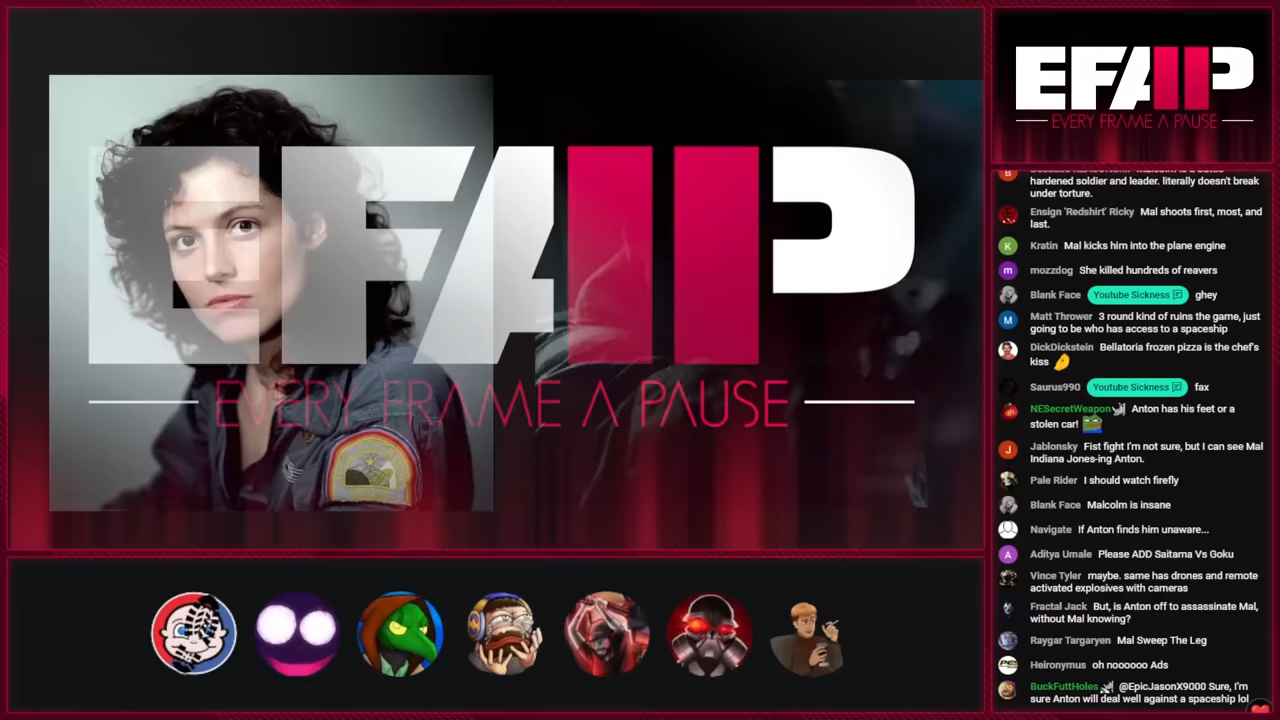 EFAP
EVERY FRAME A PAUSE
EFAP
EVERY FRAME A PAUSE
hardened soldier and leader. literally doesn't break
under torture.
Ensign 'Redshirt' Ricky Mal shoots first, most, and
last.
K
Kratin Mal kicks him into the plane engine
m
mozzdog She killed hundreds of reavers
Blank Face Youtube Sickness ghey
M
Matt Thrower 3 round kind of ruins the game, just
going to be who has access to a spaceship
DickDickstein Bellatoria frozen pizza is the chef's
kiss
Saurus990 Youtube Sickness fax
NESecretWeapon Anton has his feet or a
stolen car!
J
Jablonsky Fist fight I'm not sure, but I can see Mal
Indiana Jones-ing Anton.
Pale Rider I should watch firefly
Blank Face Malcolm is insane
Navigate If Anton finds him unaware...
A
Aditya Umale Please ADD Saitama Vs Goku
Vince Tyler maybe. same has drones and remote
activated explosives with cameras
Fractal Jack But, is Anton off to assassinate Mal,
without Mal knowing?
Raygar Targaryen Mal Sweep The Leg
Heironymus oh nooooooo Ads
BuckFuttHoles @EpicJasonX9000 Sure, I'm
sure Anton will deal well against a spaceship lol